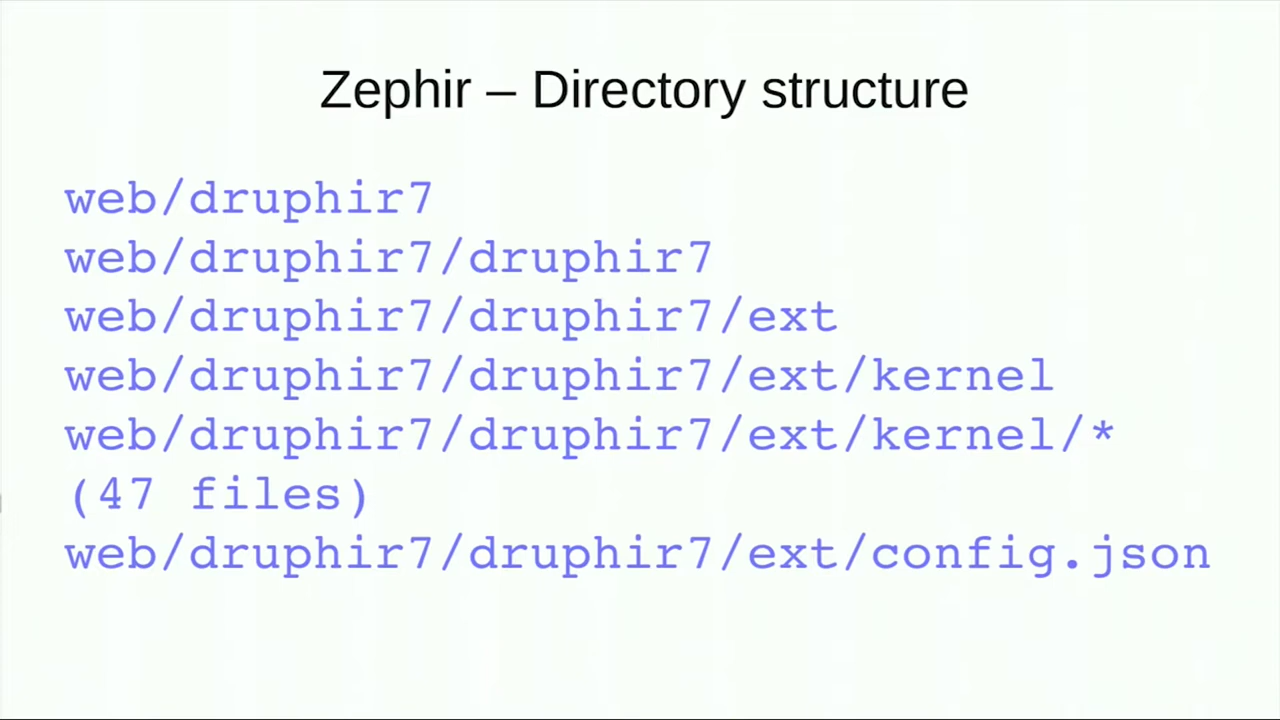 Zephir – Directory structure
web/druphir7
web/druphir7/druphir7
web/druphir7/druphir7/ext
web/druphir7/druphir7/ext/kernel
web/druphir7/druphir7/ext/kernel/*
(47 files)
web/druphir7/druphir7/ext/config.json